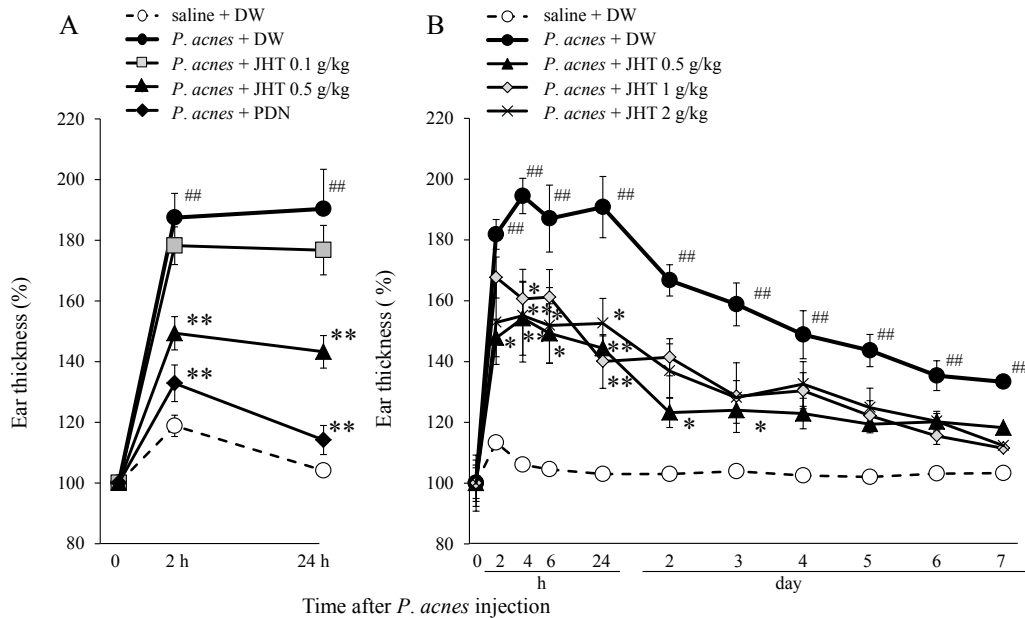 A
saline + DW
P. acnes + DW
P. acnes + JHT 0.1 g/kg
P. acnes + JHT 0.5 g/kg
P. acnes + PDN
220
200
180
160
140
120
100
80
Ear thickness (%)
##
##
**
**
**
**
0
2 h
24 h
B
saline + DW
P. acnes + DW
P. acnes + JHT 0.5 g/kg
P. acnes + JHT 1 g/kg
P. acnes + JHT 2 g/kg
220
200
180
160
140
120
100
80
Ear thickness ( %)
##
##
##
##
##
##
##
##
##
##
*
*
*
**
**
*
*
*
0 2 4 6 24 2 3 4 5 6 7
h day
Time after P. acnes injection